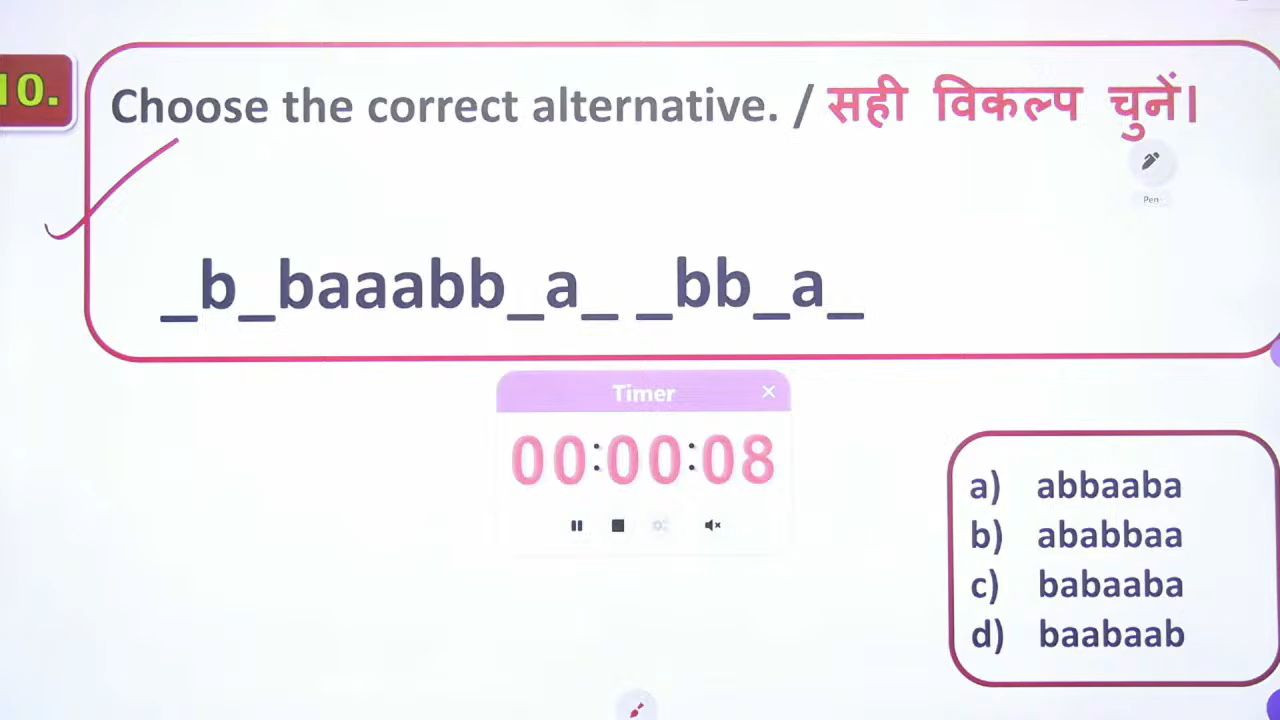 10.
Choose the correct alternative. / सही विकल्प चुनें।
Pen
_b_baaabb_a_ _bb_a_
Timer
00:00:08
a) abbaaba
b) ababbaa
c) babaaba
d) baabaab